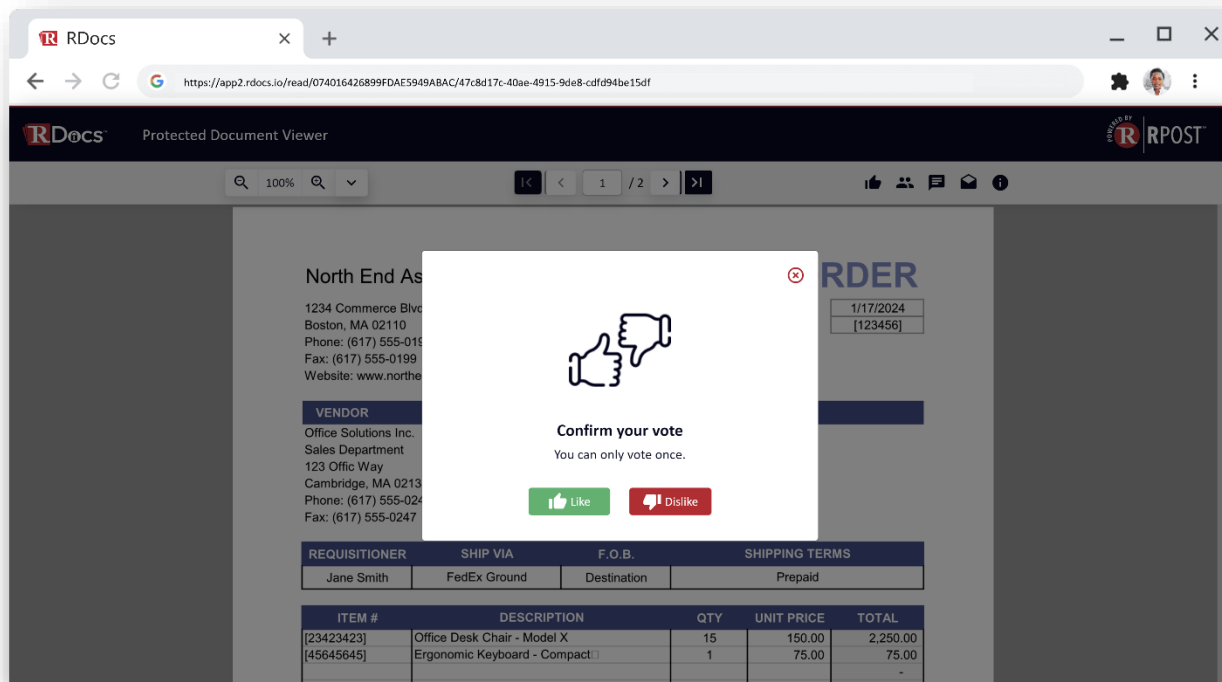 RDocs
https://app2.rdocs.io/read/074016426899FDAE5949ABAC/47c8d17c-40ae-4915-9de8-cdfd94be15df
RDocs Protected Document Viewer POWERED BY R RPOST
100% 1 / 2
North End As RDER
1234 Commerce Blvd 1/17/2024
Boston, MA 02110 [123456]
Phone: (617) 555-019
Fax: (617) 555-0199
Website: www.northe
Confirm your vote
You can only vote once.
Like Dislike
VENDOR
Office Solutions Inc.
Sales Department
123 Offic Way
Cambridge, MA 0213
Phone: (617) 555-024
Fax: (617) 555-0247
REQUISITIONER SHIP VIA F.O.B. SHIPPING TERMS
Jane Smith FedEx Ground Destination Prepaid
ITEM # DESCRIPTION QTY UNIT PRICE TOTAL
[23423423] Office Desk Chair - Model X 15 150.00 2,250.00
[45645645] Ergonomic Keyboard - Compact 1 75.00 75.00
-